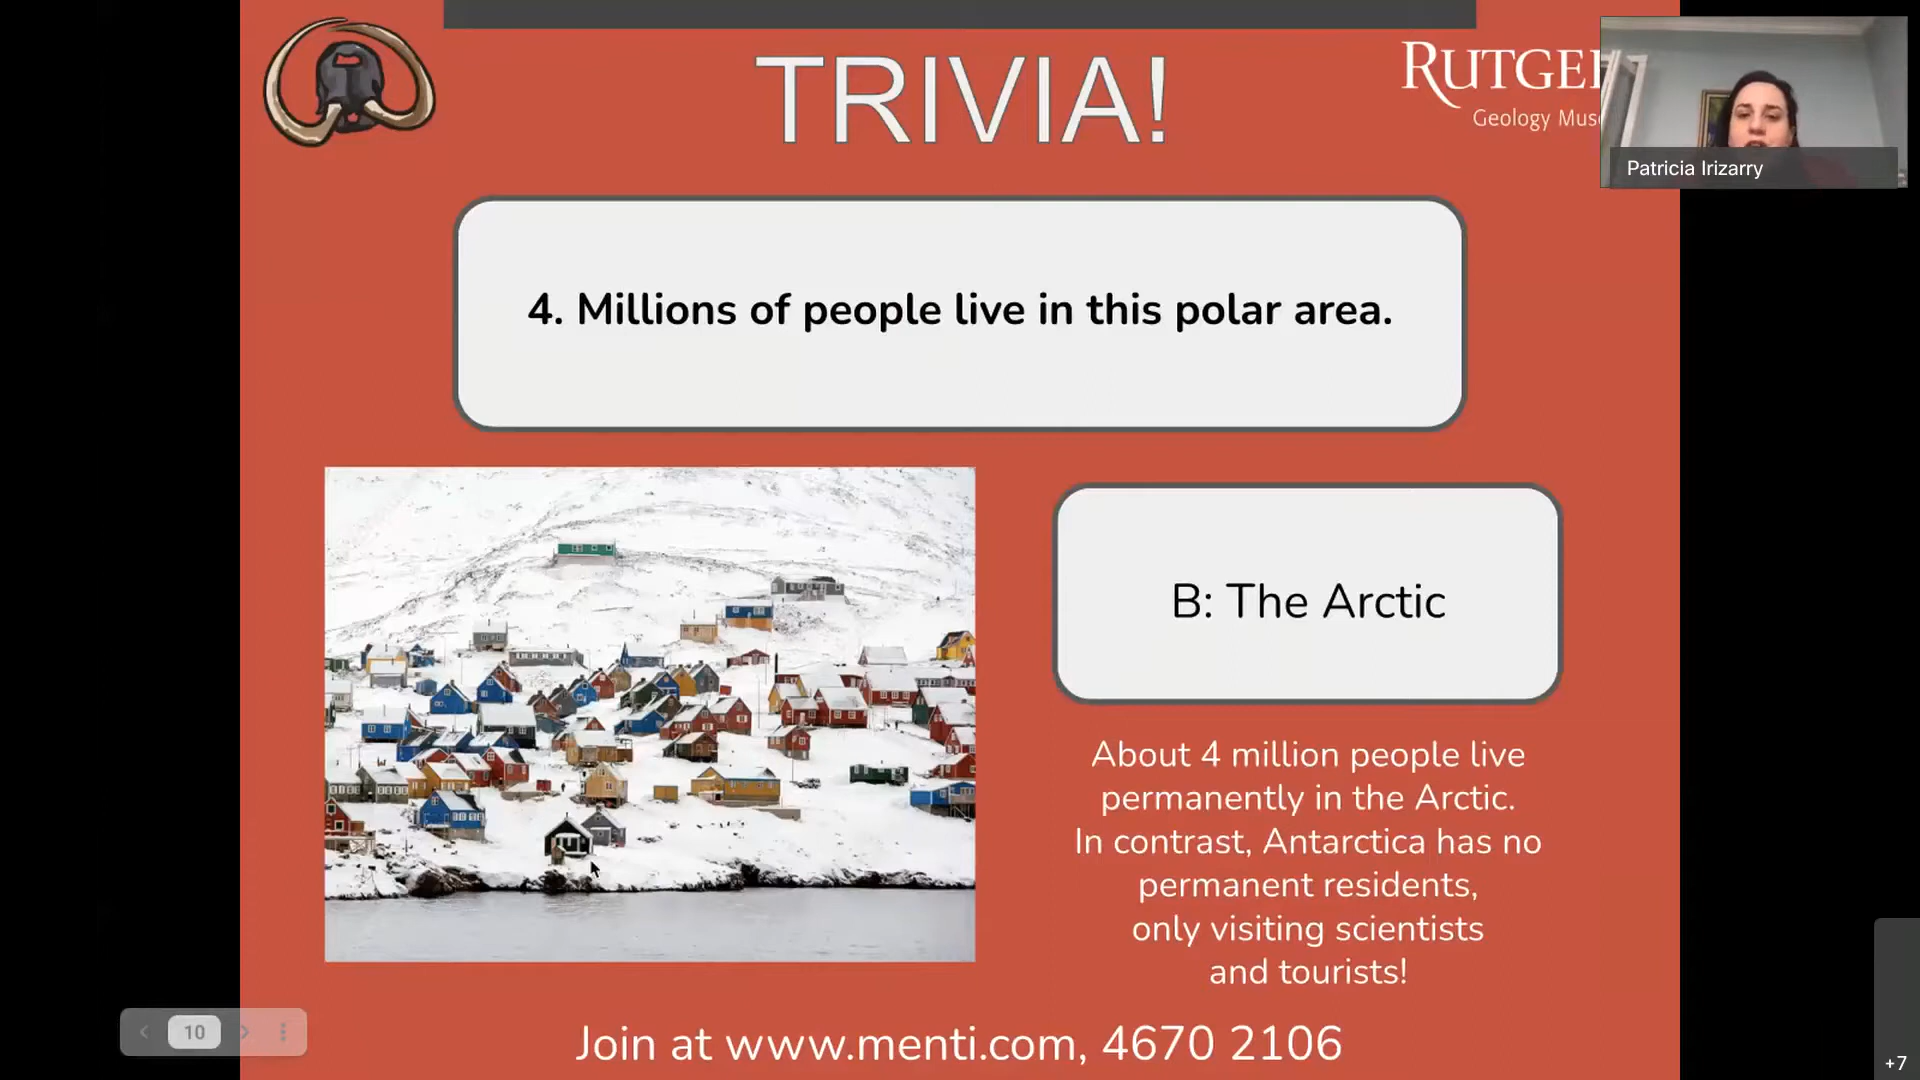 TRIVIA!
RUTGE
Geology Mus
Patricia Irizarry
4. Millions of people live in this polar area.
B: The Arctic
About 4 million people live
permanently in the Arctic.
In contrast, Antarctica has no
permanent residents,
only visiting scientists
and tourists!
10
Join at www.menti.com, 4670 2106
+7